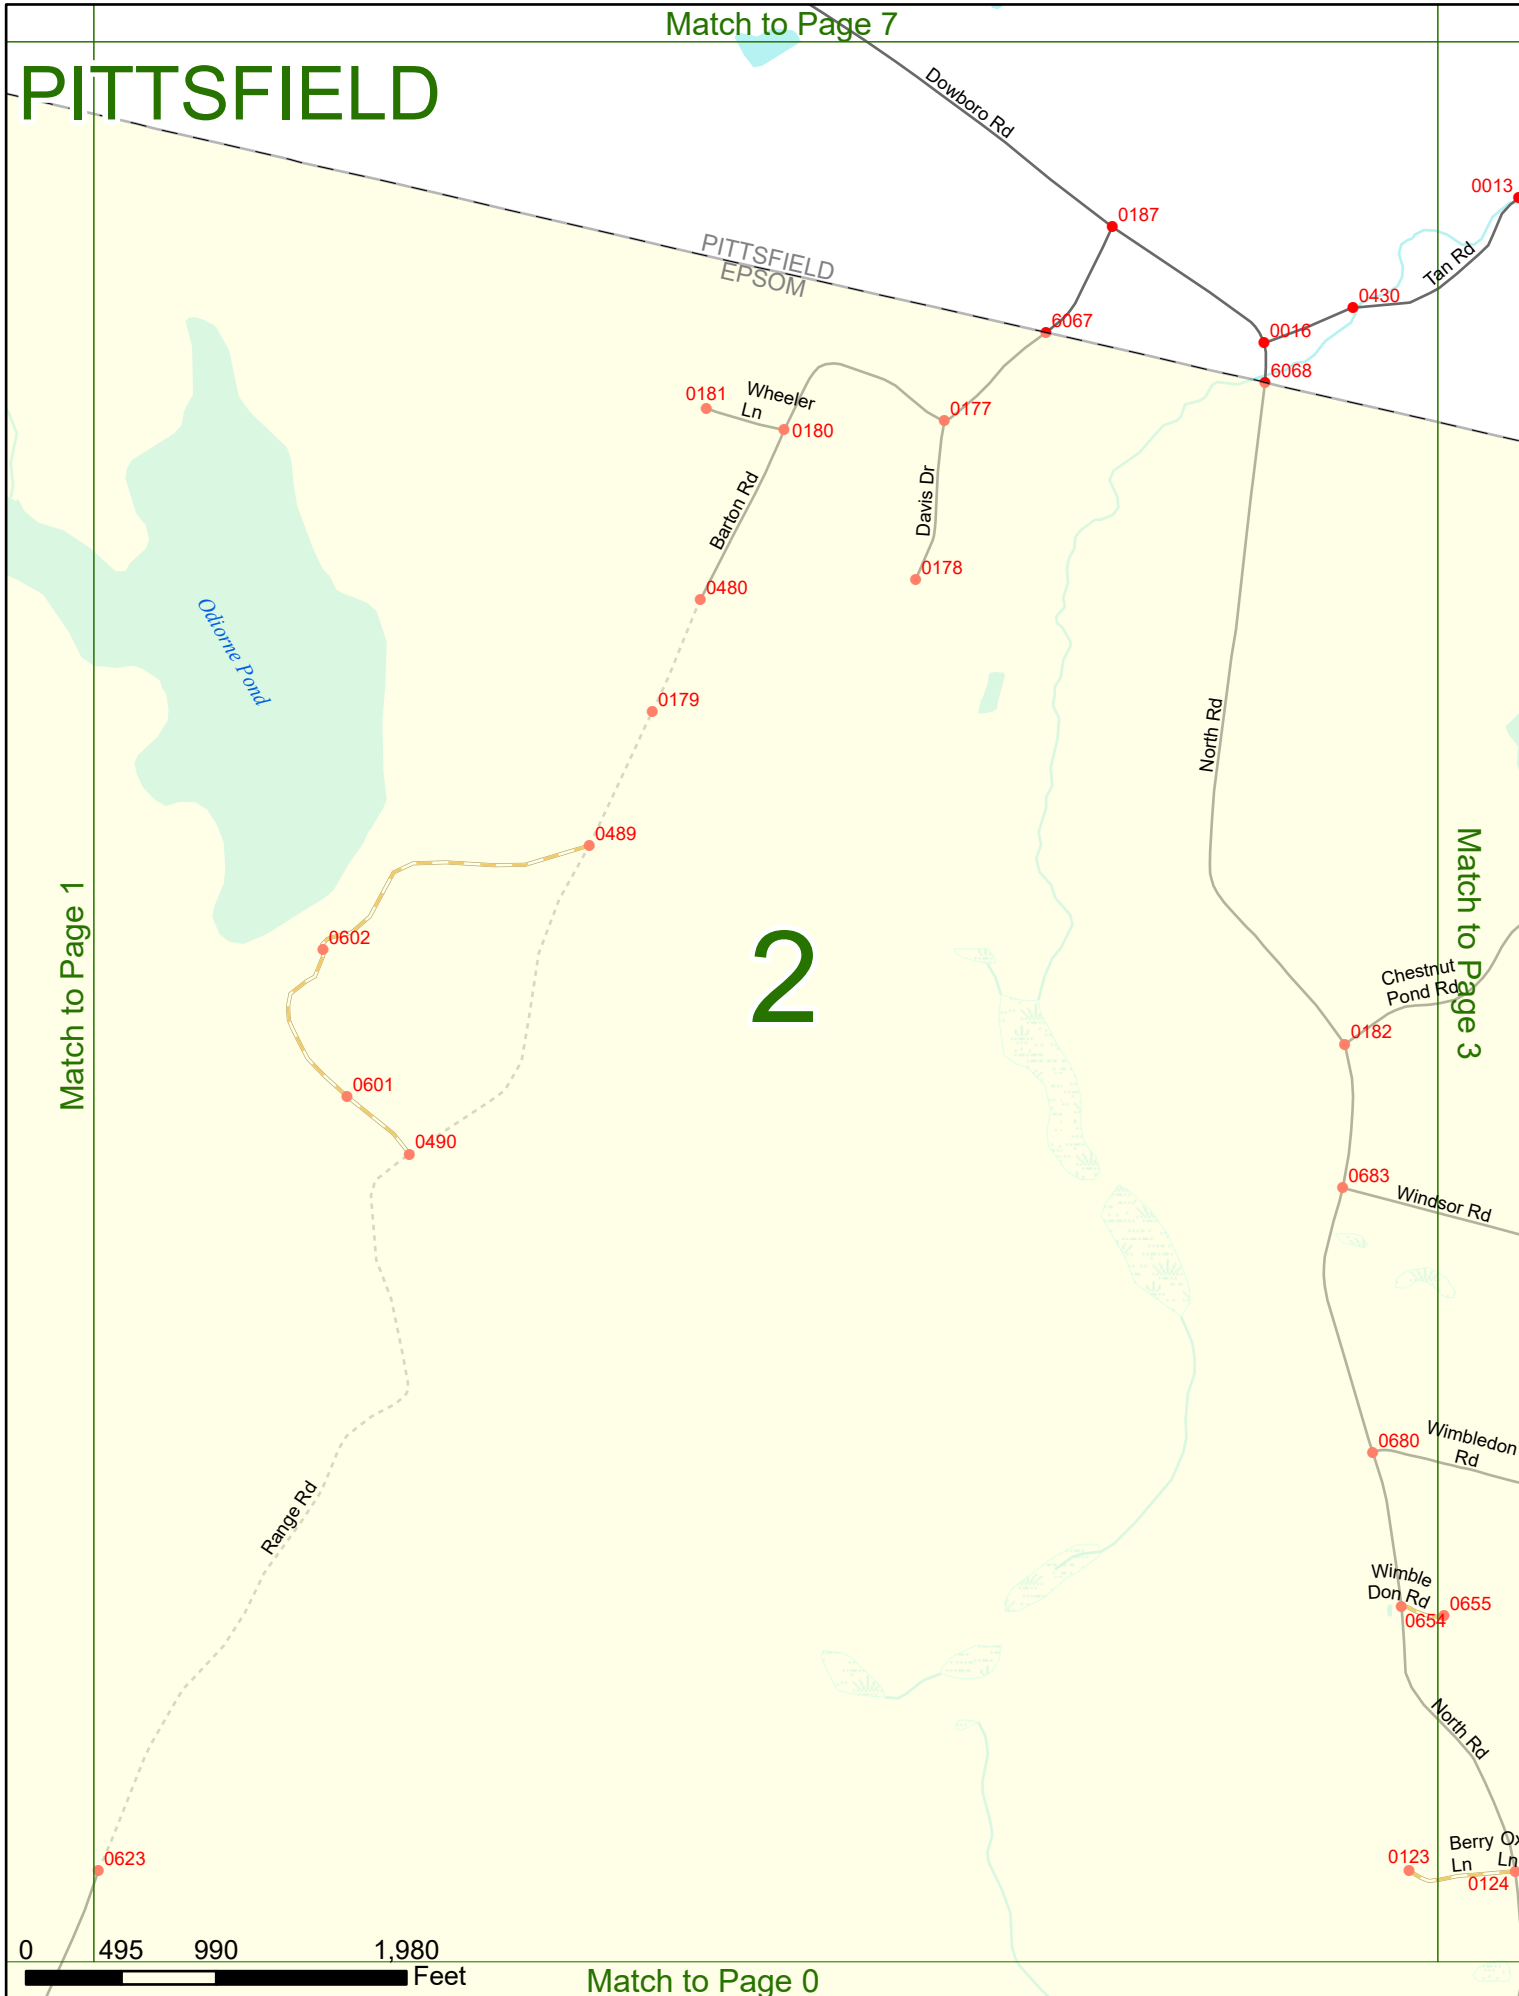 Match to Page 7
PITTSFIELD
Dowboro Rd
0013
0187
Tan Rd
PITTSFIELD
EPSOM
0430
6067
0016
6068
0181
Wheeler
Ln
0177
0180
Barton Rd
Davis Dr
0178
0480
Odiorne Pond
0179
North Rd
0489
Match to Page 1
Match to Page 3
2
0602
Chestnut
Pond Rd
0182
0601
0490
0683
Windsor Rd
0680
Wimbledon
Rd
Range Rd
Wimble
Don Rd
0655
0654
North Rd
0623
0123
Berry
Ln
Ox
Ln
0124
0 495 990 1,980
Feet
Match to Page 0